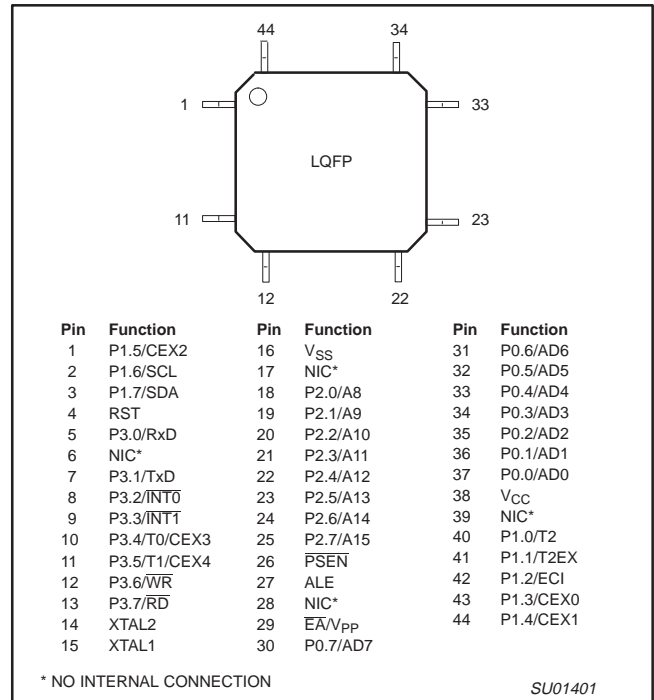 44 34
1 33
LQFP
11 23
12 22
Pin Function Pin Function Pin Function
1 P1.5/CEX2 16 VSS 31 P0.6/AD6
2 P1.6/SCL 17 NIC* 32 P0.5/AD5
3 P1.7/SDA 18 P2.0/A8 33 P0.4/AD4
4 RST 19 P2.1/A9 34 P0.3/AD3
5 P3.0/RxD 20 P2.2/A10 35 P0.2/AD2
6 NIC* 21 P2.3/A11 36 P0.1/AD1
7 P3.1/TxD 22 P2.4/A12 37 P0.0/AD0
8 P3.2/I̅N̅T̅0̅ 23 P2.5/A13 38 VCC
9 P3.3/I̅N̅T̅1̅ 24 P2.6/A14 39 NIC*
10 P3.4/T0/CEX3 25 P2.7/A15 40 P1.0/T2
11 P3.5/T1/CEX4 26 P̅S̅E̅N̅ 41 P1.1/T2EX
12 P3.6/W̅R̅ 27 ALE 42 P1.2/ECI
13 P3.7/R̅D̅ 28 NIC* 43 P1.3/CEX0
14 XTAL2 29 E̅A̅/VPP 44 P1.4/CEX1
15 XTAL1 30 P0.7/AD7
* NO INTERNAL CONNECTION
SU01401